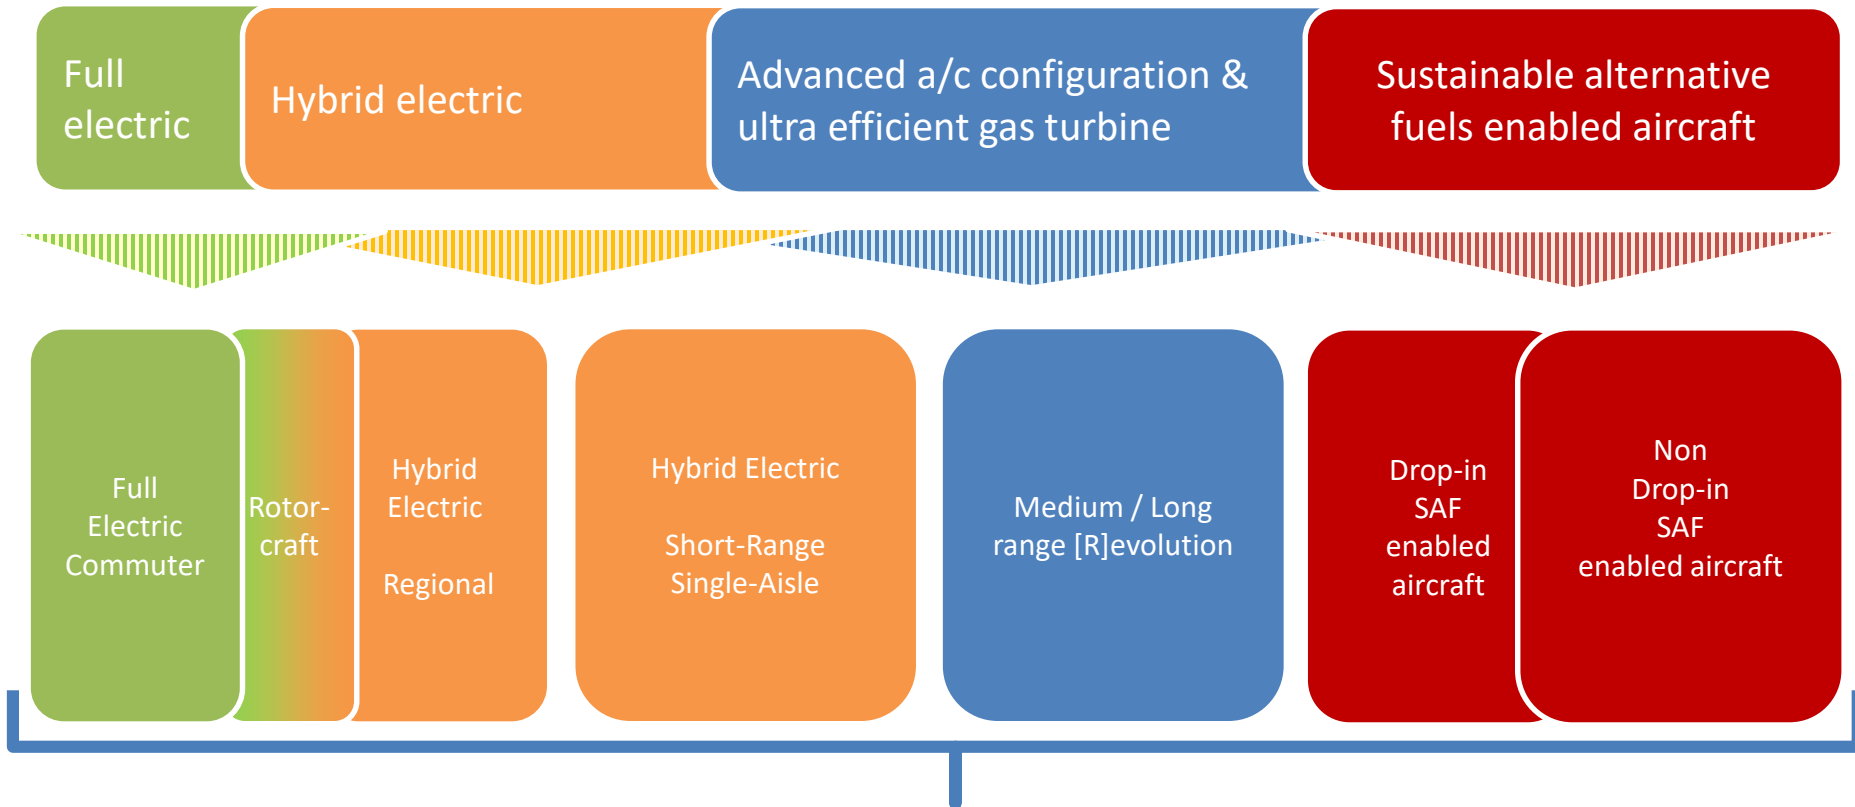 Full
electric
Hybrid electric
Advanced a/c configuration &
ultra efficient gas turbine
Sustainable alternative
fuels enabled aircraft
Full
Electric
Commuter
Rotor-
craft
Hybrid
Electric
Regional
Hybrid Electric
Short-Range
Single-Aisle
Medium / Long
range [R]evolution
Drop-in
SAF
enabled
aircraft
Non
Drop-in
SAF
enabled aircraft